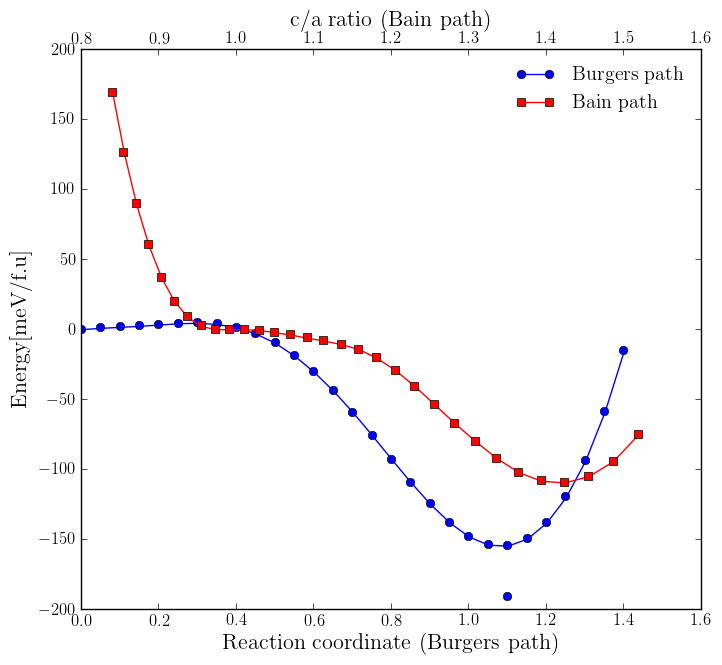 c/a ratio (Bain path)
0.8 0.9 1.0 1.1 1.2 1.3 1.4 1.5 1.6
200
150
100
50
0
−50
−100
−150
−200
Energy[meV/f.u]
Burgers path
Bain path
0.0 0.2 0.4 0.6 0.8 1.0 1.2 1.4 1.6
Reaction coordinate (Burgers path)